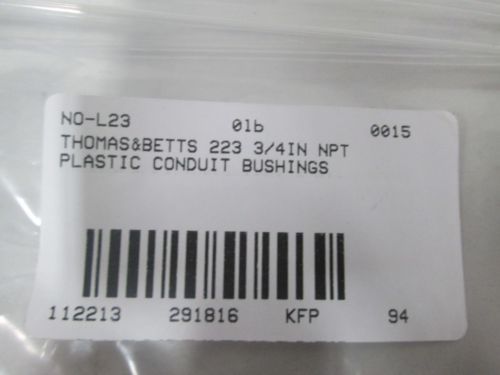 NO-L23 01b 0015
THOMAS&BETTS 223 3/4IN NPT
PLASTIC CONDUIT BUSHINGS
112213 291816 KFP 94